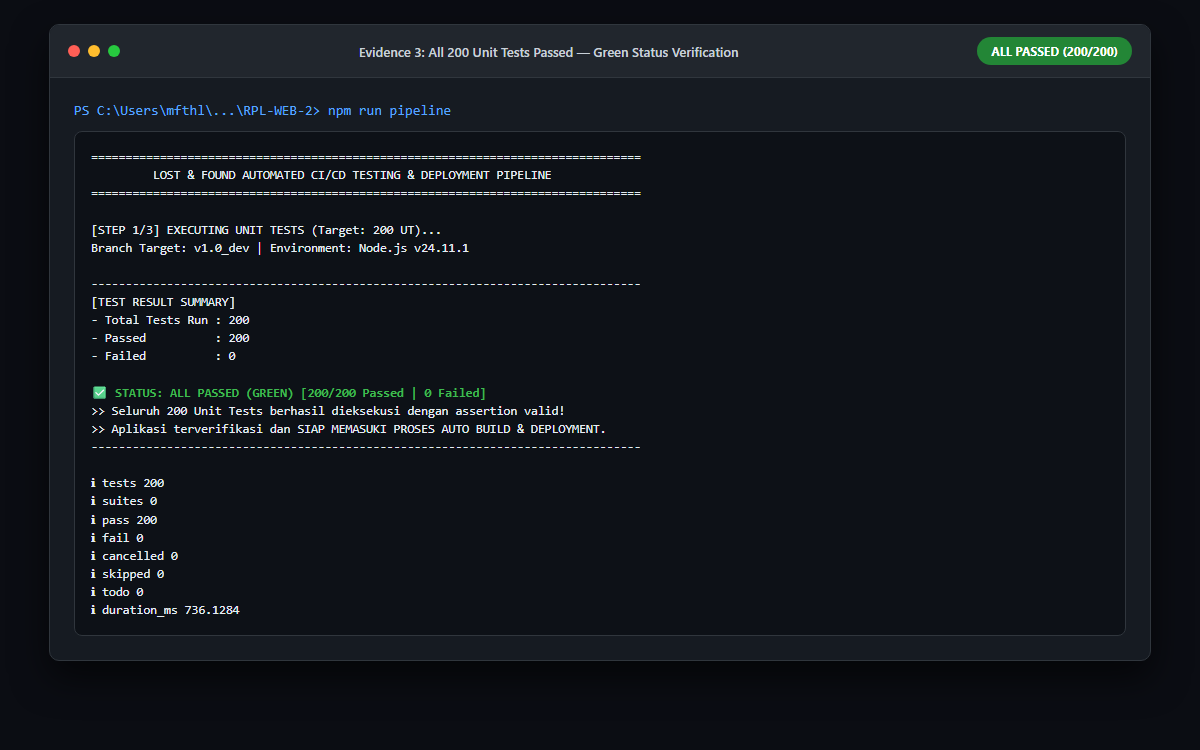 Evidence 3: All 200 Unit Tests Passed — Green Status Verification
ALL PASSED (200/200)
PS C:\Users\mfthl\...\RPL-WEB-2> npm run pipeline
================================================================================
LOST & FOUND AUTOMATED CI/CD TESTING & DEPLOYMENT PIPELINE
================================================================================
[STEP 1/3] EXECUTING UNIT TESTS (Target: 200 UT)...
Branch Target: v1.0_dev | Environment: Node.js v24.11.1
--------------------------------------------------------------------------------
[TEST RESULT SUMMARY]
- Total Tests Run : 200
- Passed          : 200
- Failed          : 0
✅ STATUS: ALL PASSED (GREEN) [200/200 Passed | 0 Failed]
>> Seluruh 200 Unit Tests berhasil dieksekusi dengan assertion valid!
>> Aplikasi terverifikasi dan SIAP MEMASUKI PROSES AUTO BUILD & DEPLOYMENT.
--------------------------------------------------------------------------------
ℹ tests 200
ℹ suites 0
ℹ pass 200
ℹ fail 0
ℹ cancelled 0
ℹ skipped 0
ℹ todo 0
ℹ duration_ms 736.1284